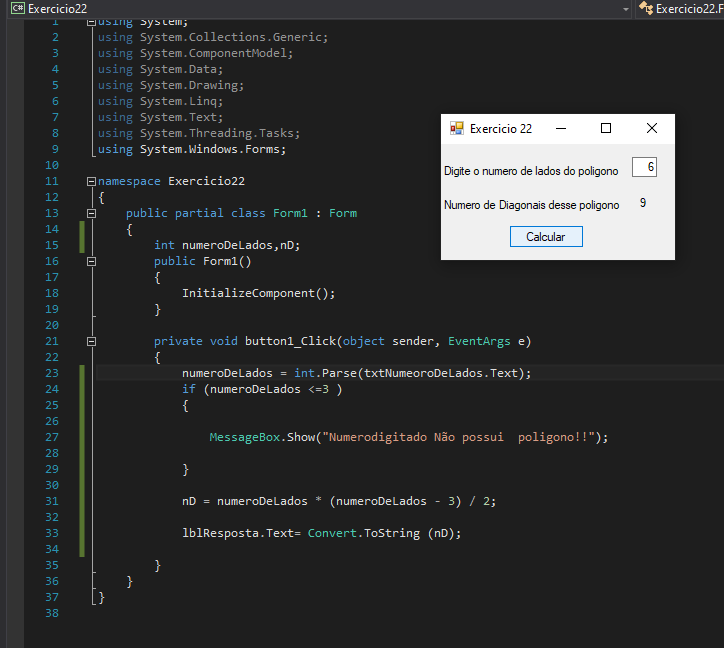 C# Exercicio22
Exercicio22.F
1 using System;
2 using System.Collections.Generic;
3 using System.ComponentModel;
4 using System.Data;
5 using System.Drawing;
6 using System.Linq;
7 using System.Text;
8 using System.Threading.Tasks;
9 using System.Windows.Forms;
10
11 namespace Exercicio22
12 {
13 public partial class Form1 : Form
14 {
15 int numeroDeLados,nD;
16 public Form1()
17 {
18 InitializeComponent();
19 }
20
21 private void button1_Click(object sender, EventArgs e)
22 {
23 numeroDeLados = int.Parse(txtNumeoroDeLados.Text);
24 if (numeroDeLados <=3 )
25 {
26
27 MessageBox.Show("Numerodigitado Não possui  poligono!!");
28
29 }
30
31 nD = numeroDeLados * (numeroDeLados - 3) / 2;
32
33 lblResposta.Text= Convert.ToString (nD);
34
35 }
36 }
37 }
38
Exercicio 22
Digite o numero de lados do poligono 6
Numero de Diagonais desse poligono 9
Calcular